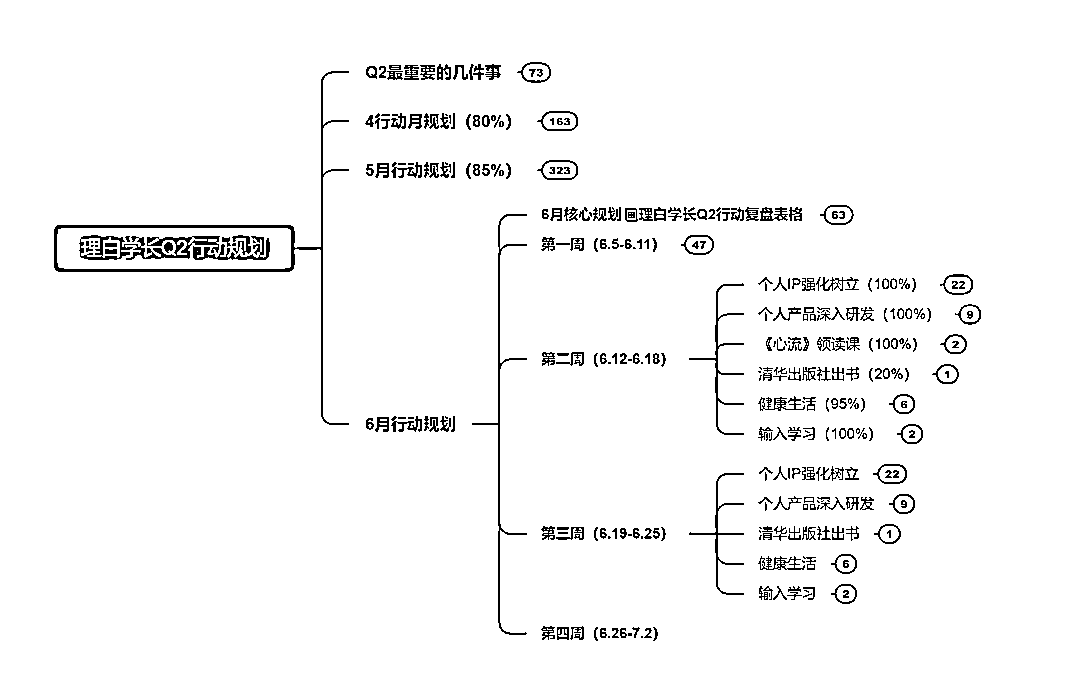 Q2最重要的几件事 73
4行动月规划（80%） 163
5月行动规划（85%） 323
理白学长Q2行动规划
6月行动规划
6月核心规划 理白学长Q2行动复盘表格 63
第一周（6.5-6.11） 47
第二周（6.12-6.18）
个人IP强化树立（100%） 22
个人产品深入研发（100%） 9
《心流》领读课（100%） 2
清华出版社出书（20%） 1
健康生活（95%） 6
输入学习（100%） 2
第三周（6.19-6.25）
个人IP强化树立 22
个人产品深入研发 9
清华出版社出书 1
健康生活 6
输入学习 2
第四周（6.26-7.2）